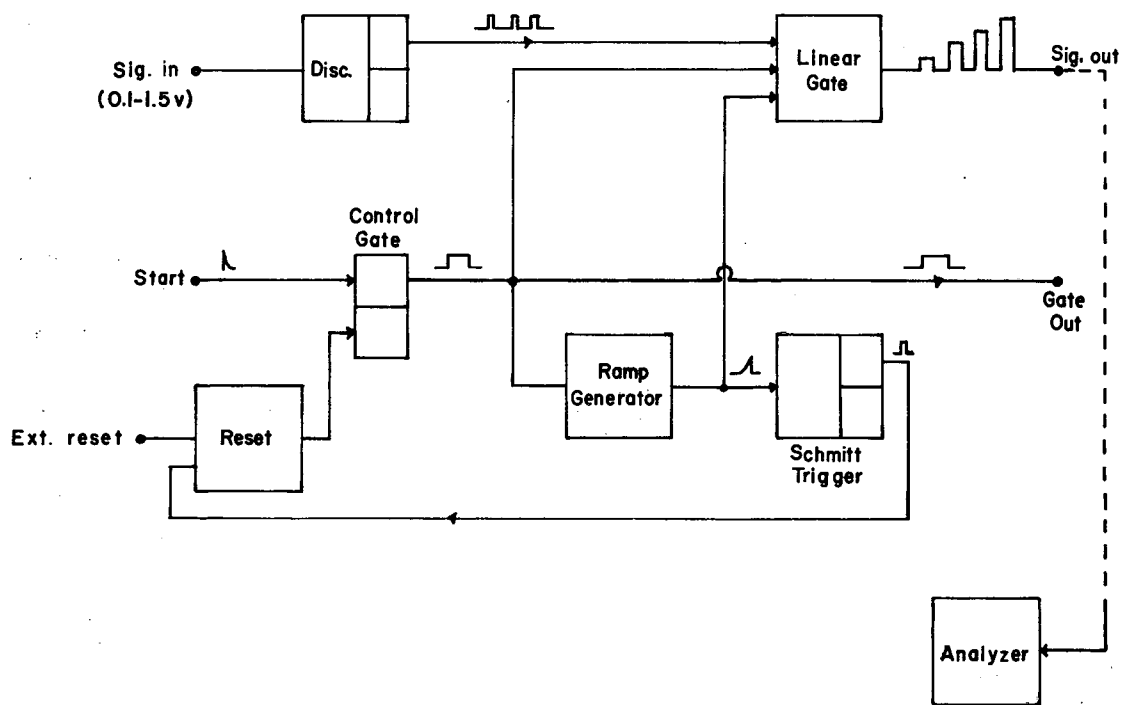 Sig. in
(0.1-1.5v)
Disc.
Linear
Gate
Sig. out
Control
Gate
Start
Gate
Out
Ramp
Generator
Ext. reset
Reset
Schmitt
Trigger
Analyzer